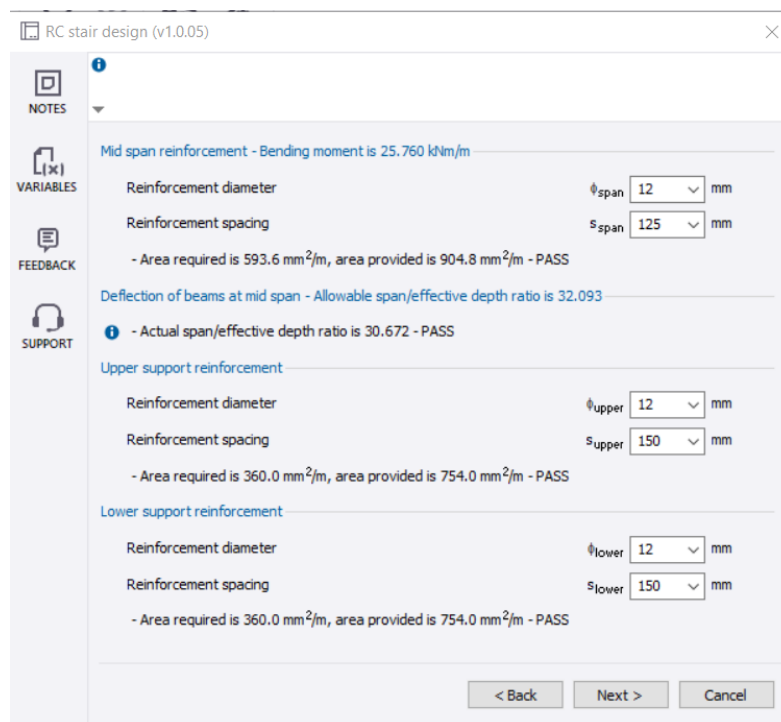 RC stair design (v1.0.05)
NOTES
VARIABLES
FEEDBACK
SUPPORT
Mid span reinforcement - Bending moment is 25.760 kNm/m
Reinforcement diameter ϕspan 12 mm
Reinforcement spacing sspan 125 mm
- Area required is 593.6 mm²/m, area provided is 904.8 mm²/m - PASS
Deflection of beams at mid span - Allowable span/effective depth ratio is 32.093
- Actual span/effective depth ratio is 30.672 - PASS
Upper support reinforcement
Reinforcement diameter ϕupper 12 mm
Reinforcement spacing supper 150 mm
- Area required is 360.0 mm²/m, area provided is 754.0 mm²/m - PASS
Lower support reinforcement
Reinforcement diameter ϕlower 12 mm
Reinforcement spacing slower 150 mm
- Area required is 360.0 mm²/m, area provided is 754.0 mm²/m - PASS
< Back Next > Cancel